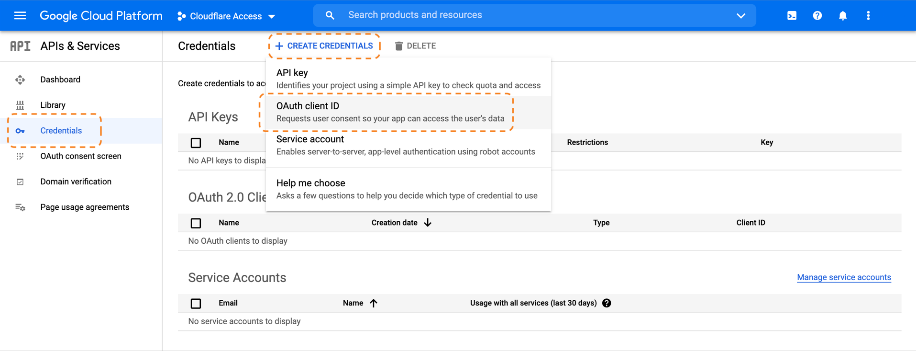 Google Cloud Platform
Cloudflare Access
Search products and resources
API APIs & Services
Credentials
+ CREATE CREDENTIALS
DELETE
Dashboard
Library
Credentials
OAuth consent screen
Domain verification
Page usage agreements
Create credentials to
API key
Identifies your project using a simple API key to check quota and access
OAuth client ID
Requests user consent so your app can access the user's data
Service account
Enables server-to-server, app-level authentication using robot accounts
Help me choose
Asks a few questions to help you decide which type of credential to use
API Keys
Name Restrictions Key
No API keys to displa
OAuth 2.0 Clie
Name Creation date Type Client ID
No OAuth clients to display
Service Accounts
Manage service accounts
Email Name Usage with all services (last 30 days)
No service accounts to display